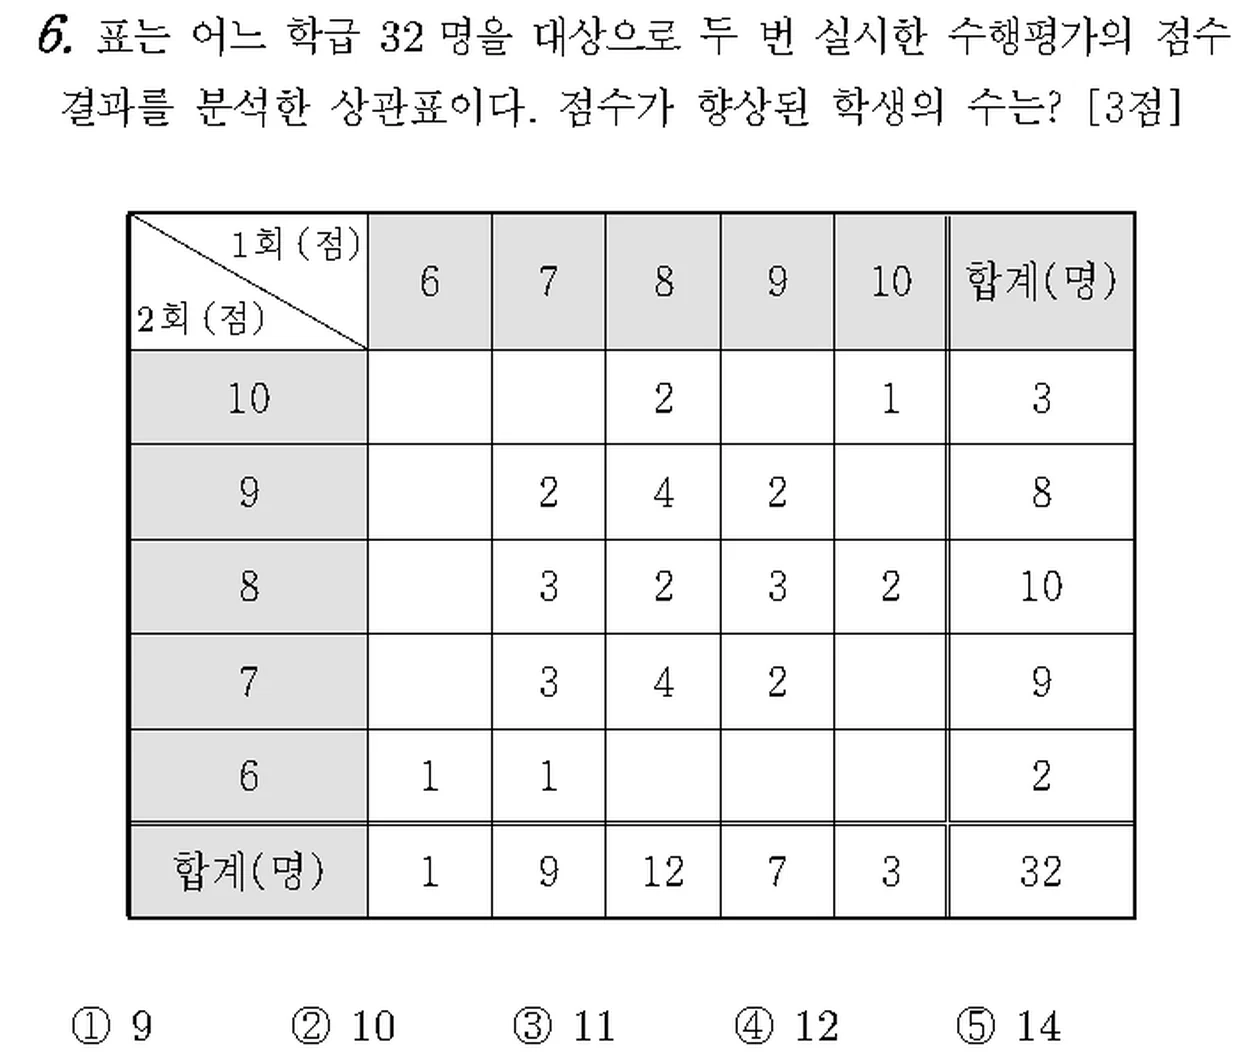 6. 표는 어느 학급 32 명을 대상으로 두 번 실시한 수행평가의 점수
결과를 분석한 상관표이다. 점수가 향상된 학생의 수는? [3점]
1회 (점)
2회 (점)
6 7 8 9 10 합계(명)
10 2 1 3
9 2 4 2 8
8 3 2 3 2 10
7 3 4 2 9
6 1 1 2
합계(명) 1 9 12 7 3 32
① 9 ② 10 ③ 11 ④ 12 ⑤ 14